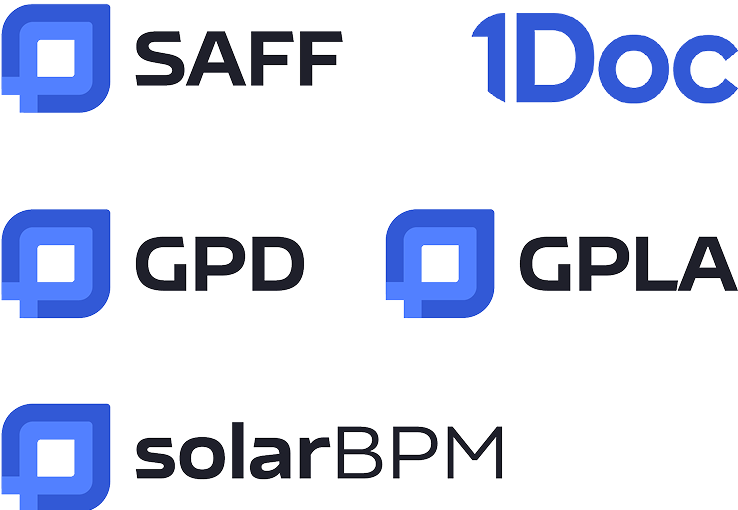 SAFF
1Doc
GPD
GPLA
solarBPM